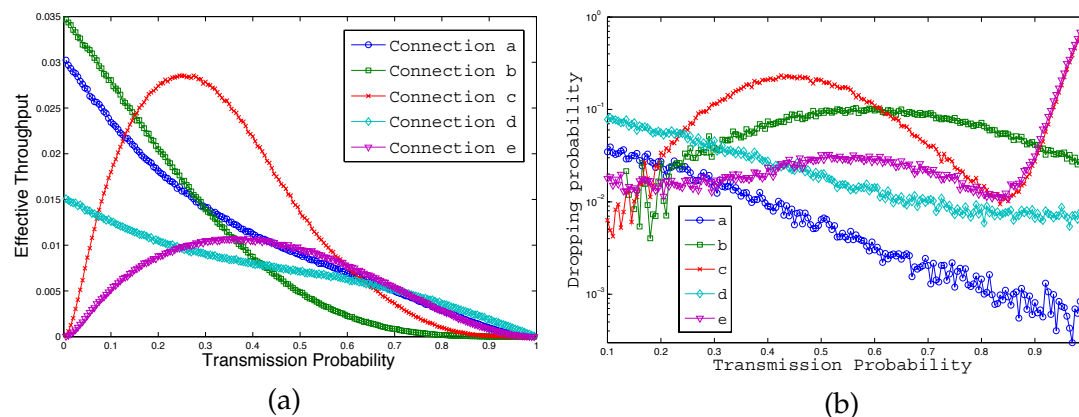 0.035
0.03
0.025
0.02
0.015
0.01
0.005
0
Effective Throughput
Connection a
Connection b
Connection c
Connection d
Connection e
0 0.1 0.2 0.3 0.4 0.5 0.6 0.7 0.8 0.9 1
Transmission Probability
(a)
10⁰
10⁻¹
10⁻²
10⁻³
Dropping probability
a
b
c
d
e
0.1 0.2 0.3 0.4 0.5 0.6 0.7 0.8 0.9
Transmission Probability
(b)